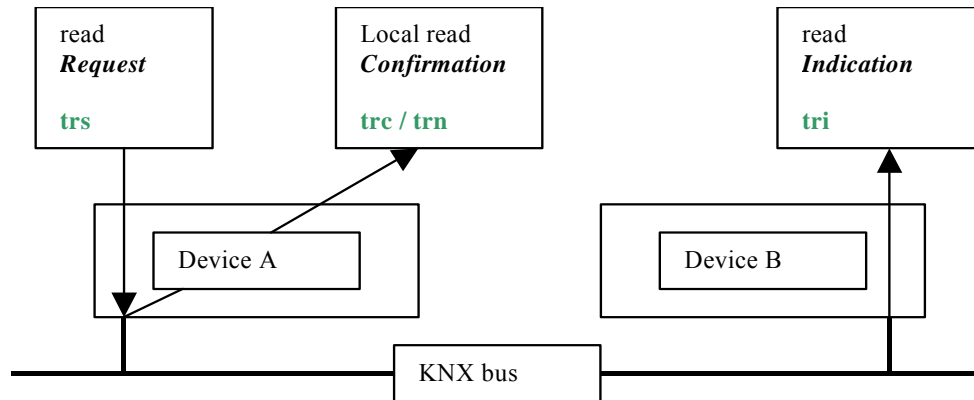 read
Request
trs
Local read
Confirmation
trc / trn
read
Indication
tri
Device A
Device B
KNX bus